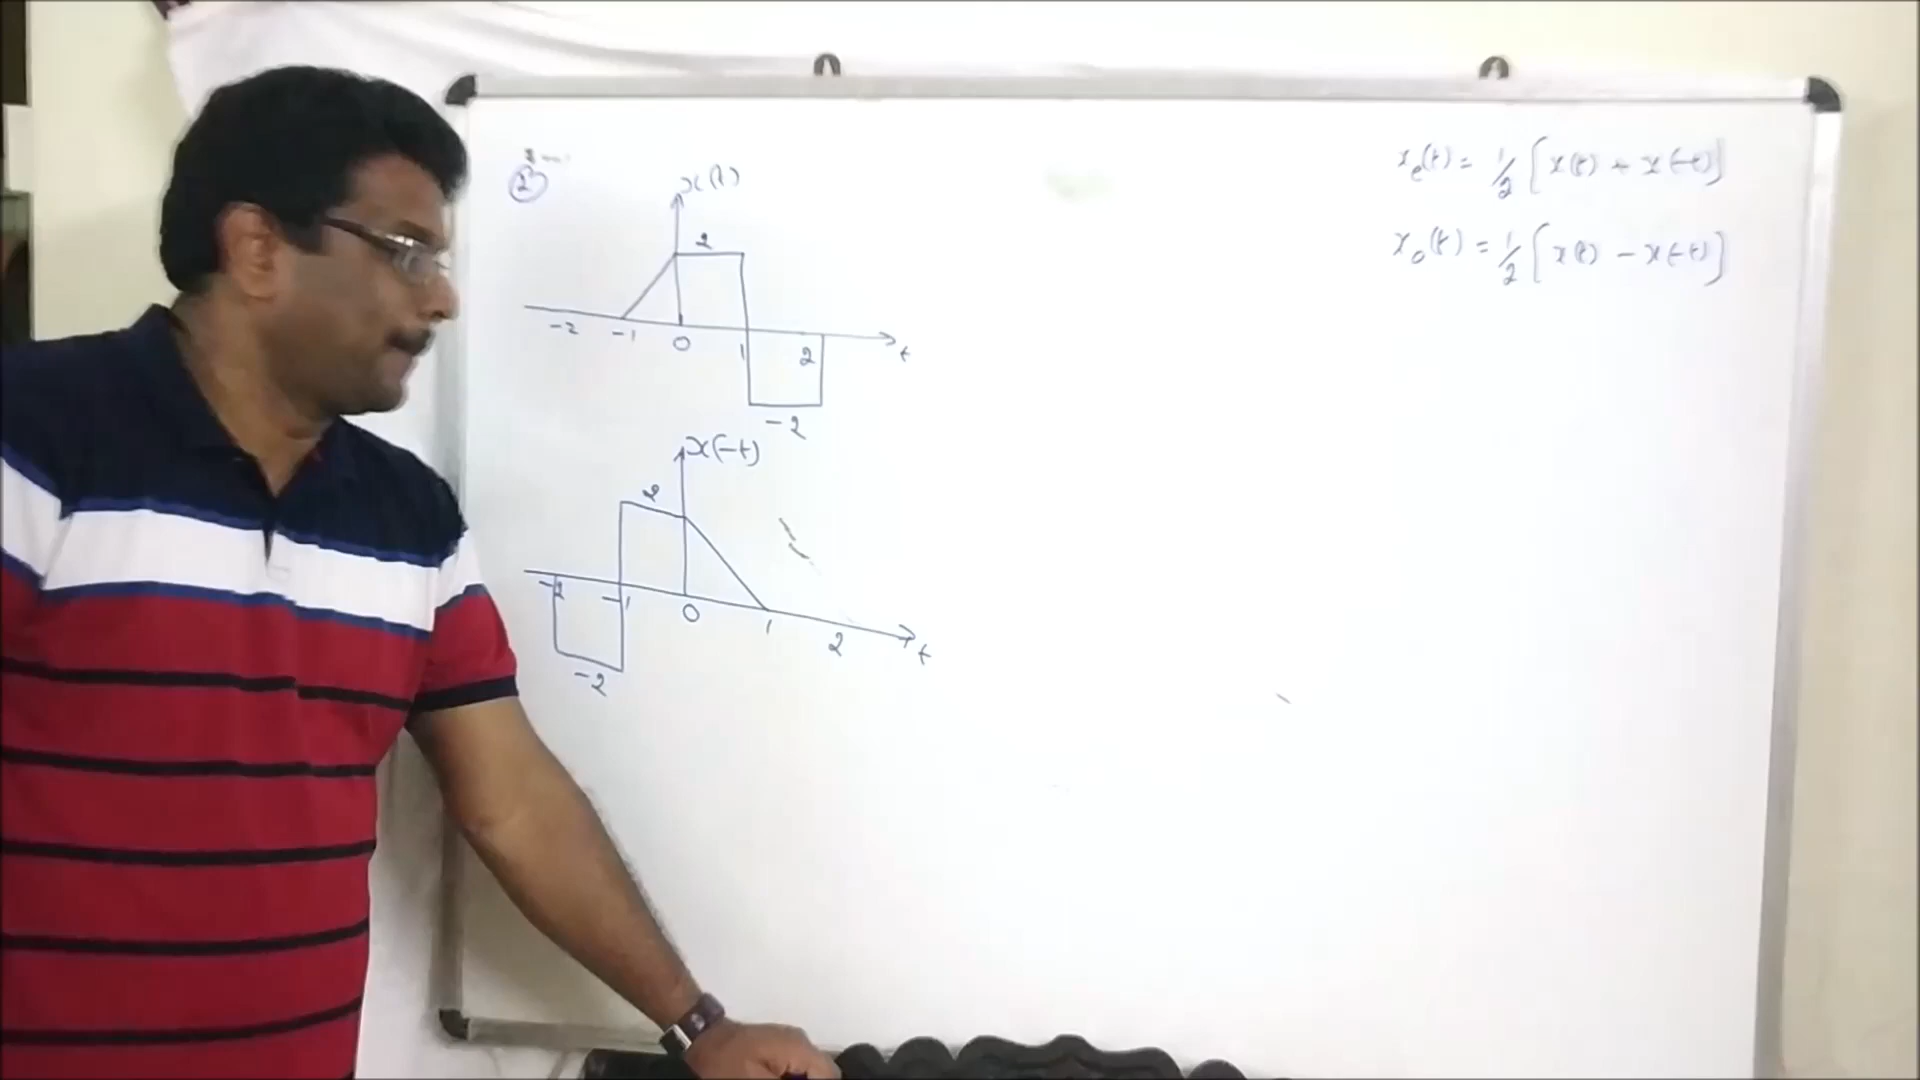 ②
x(t)
2
-2 -1 0 1 2 t
-2
x(-t)
2
-2 -1 0 1 2 t
-2
xₑ(t) = 1/2 [x(t) + x(-t)]
xₒ(t) = 1/2 [x(t) - x(-t)]